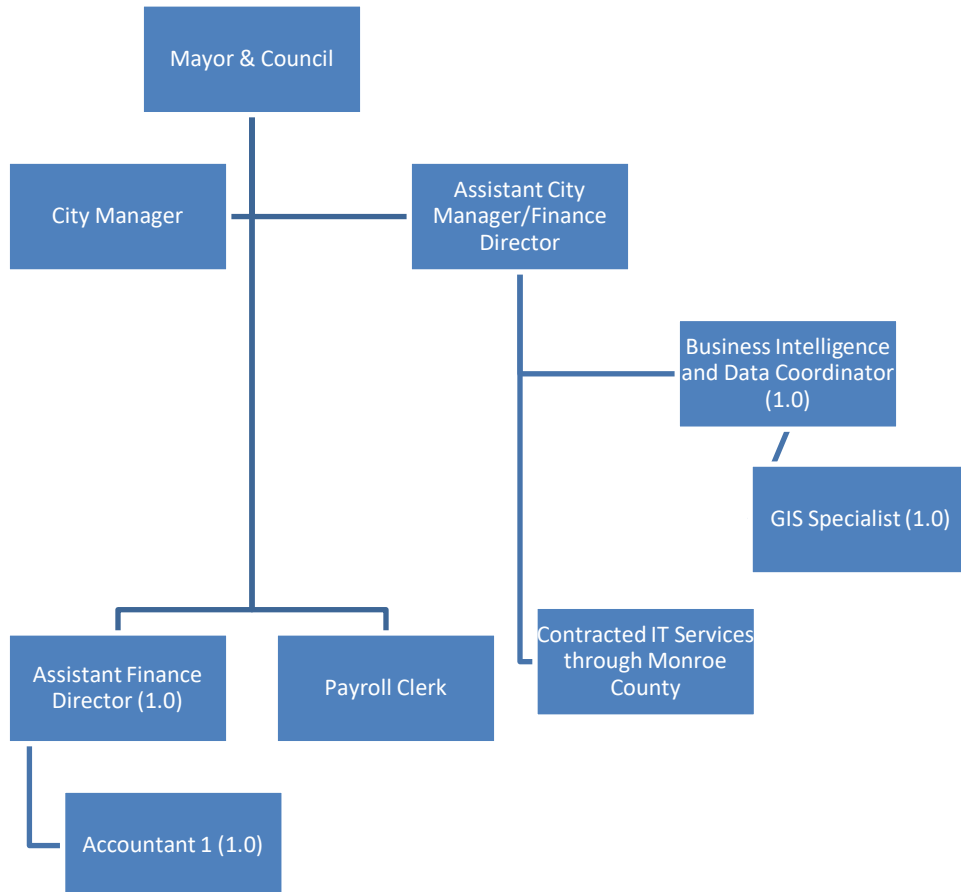 Mayor & Council
City Manager
Assistant City
Manager/Finance
Director
Business Intelligence
and Data Coordinator
(1.0)
GIS Specialist (1.0)
Contracted IT Services
through Monroe
County
Assistant Finance
Director (1.0)
Payroll Clerk
Accountant 1 (1.0)